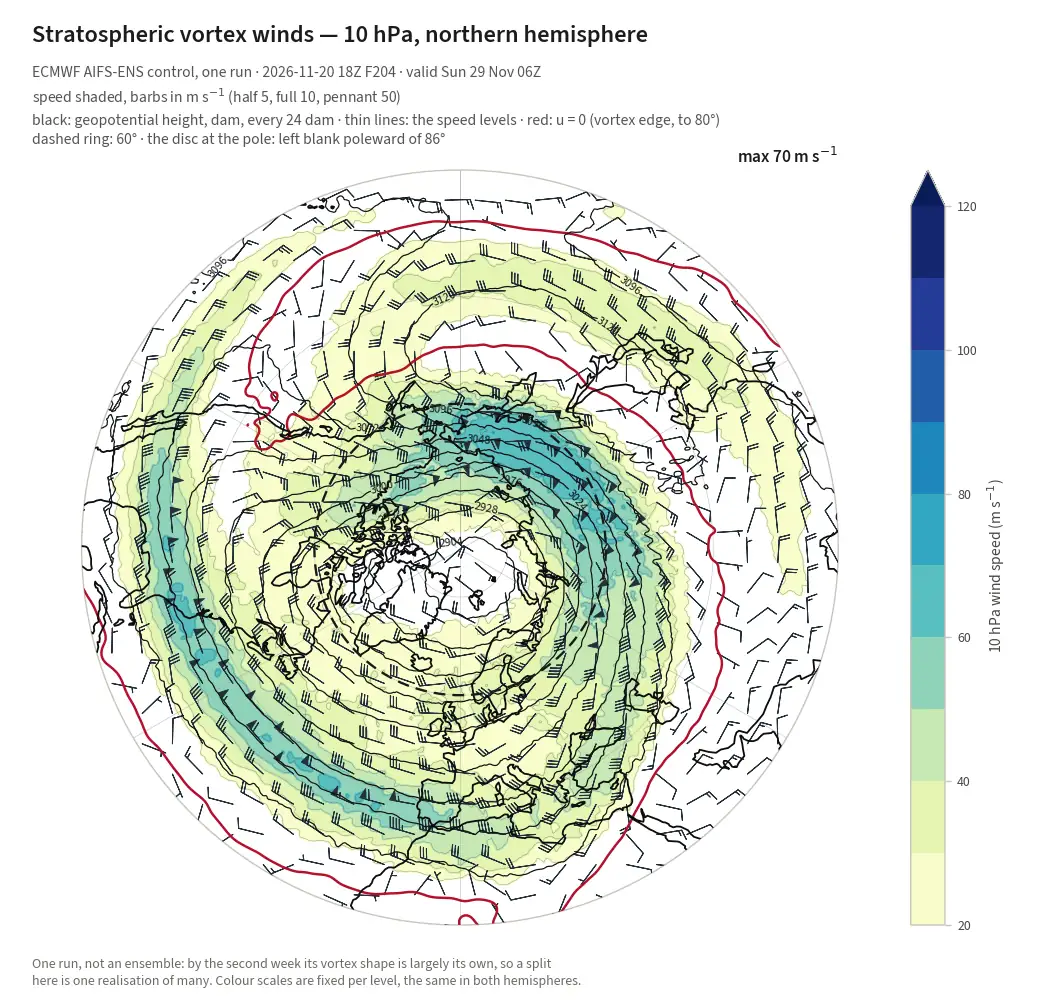 Stratospheric vortex winds — 10 hPa, northern hemisphere
ECMWF AIFS-ENS control, one run · 2026-11-20 18Z F204 · valid Sun 29 Nov 06Z
speed shaded, barbs in m s⁻¹ (half 5, full 10, pennant 50)
black: geopotential height, dam, every 24 dam · thin lines: the speed levels · red: u = 0 (vortex edge, to 80°)
dashed ring: 60° · the disc at the pole: left blank poleward of 86°
max 70 m s⁻¹
120
100
80
60
40
20
10 hPa wind speed (m s⁻¹)
3096
3096
3096
3048
3024
2976
2928
2904
One run, not an ensemble: by the second week its vortex shape is largely its own, so a split
here is one realisation of many. Colour scales are fixed per level, the same in both hemispheres.